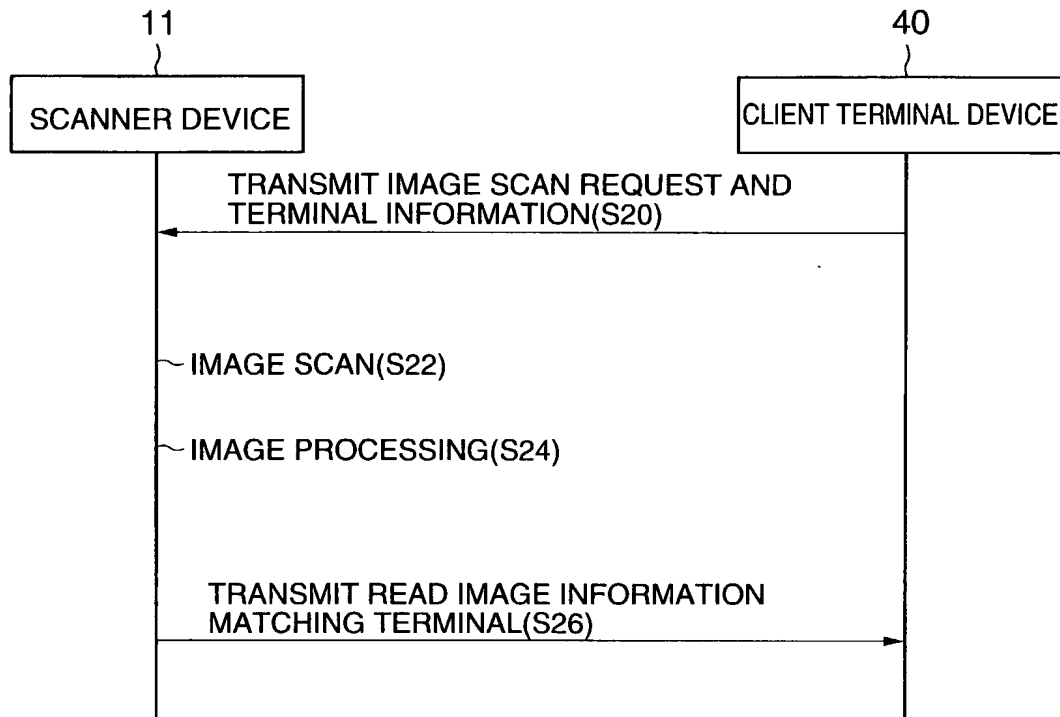 11
40
SCANNER DEVICE
CLIENT TERMINAL DEVICE
TRANSMIT IMAGE SCAN REQUEST AND
TERMINAL INFORMATION(S20)
IMAGE SCAN(S22)
IMAGE PROCESSING(S24)
TRANSMIT READ IMAGE INFORMATION
MATCHING TERMINAL(S26)